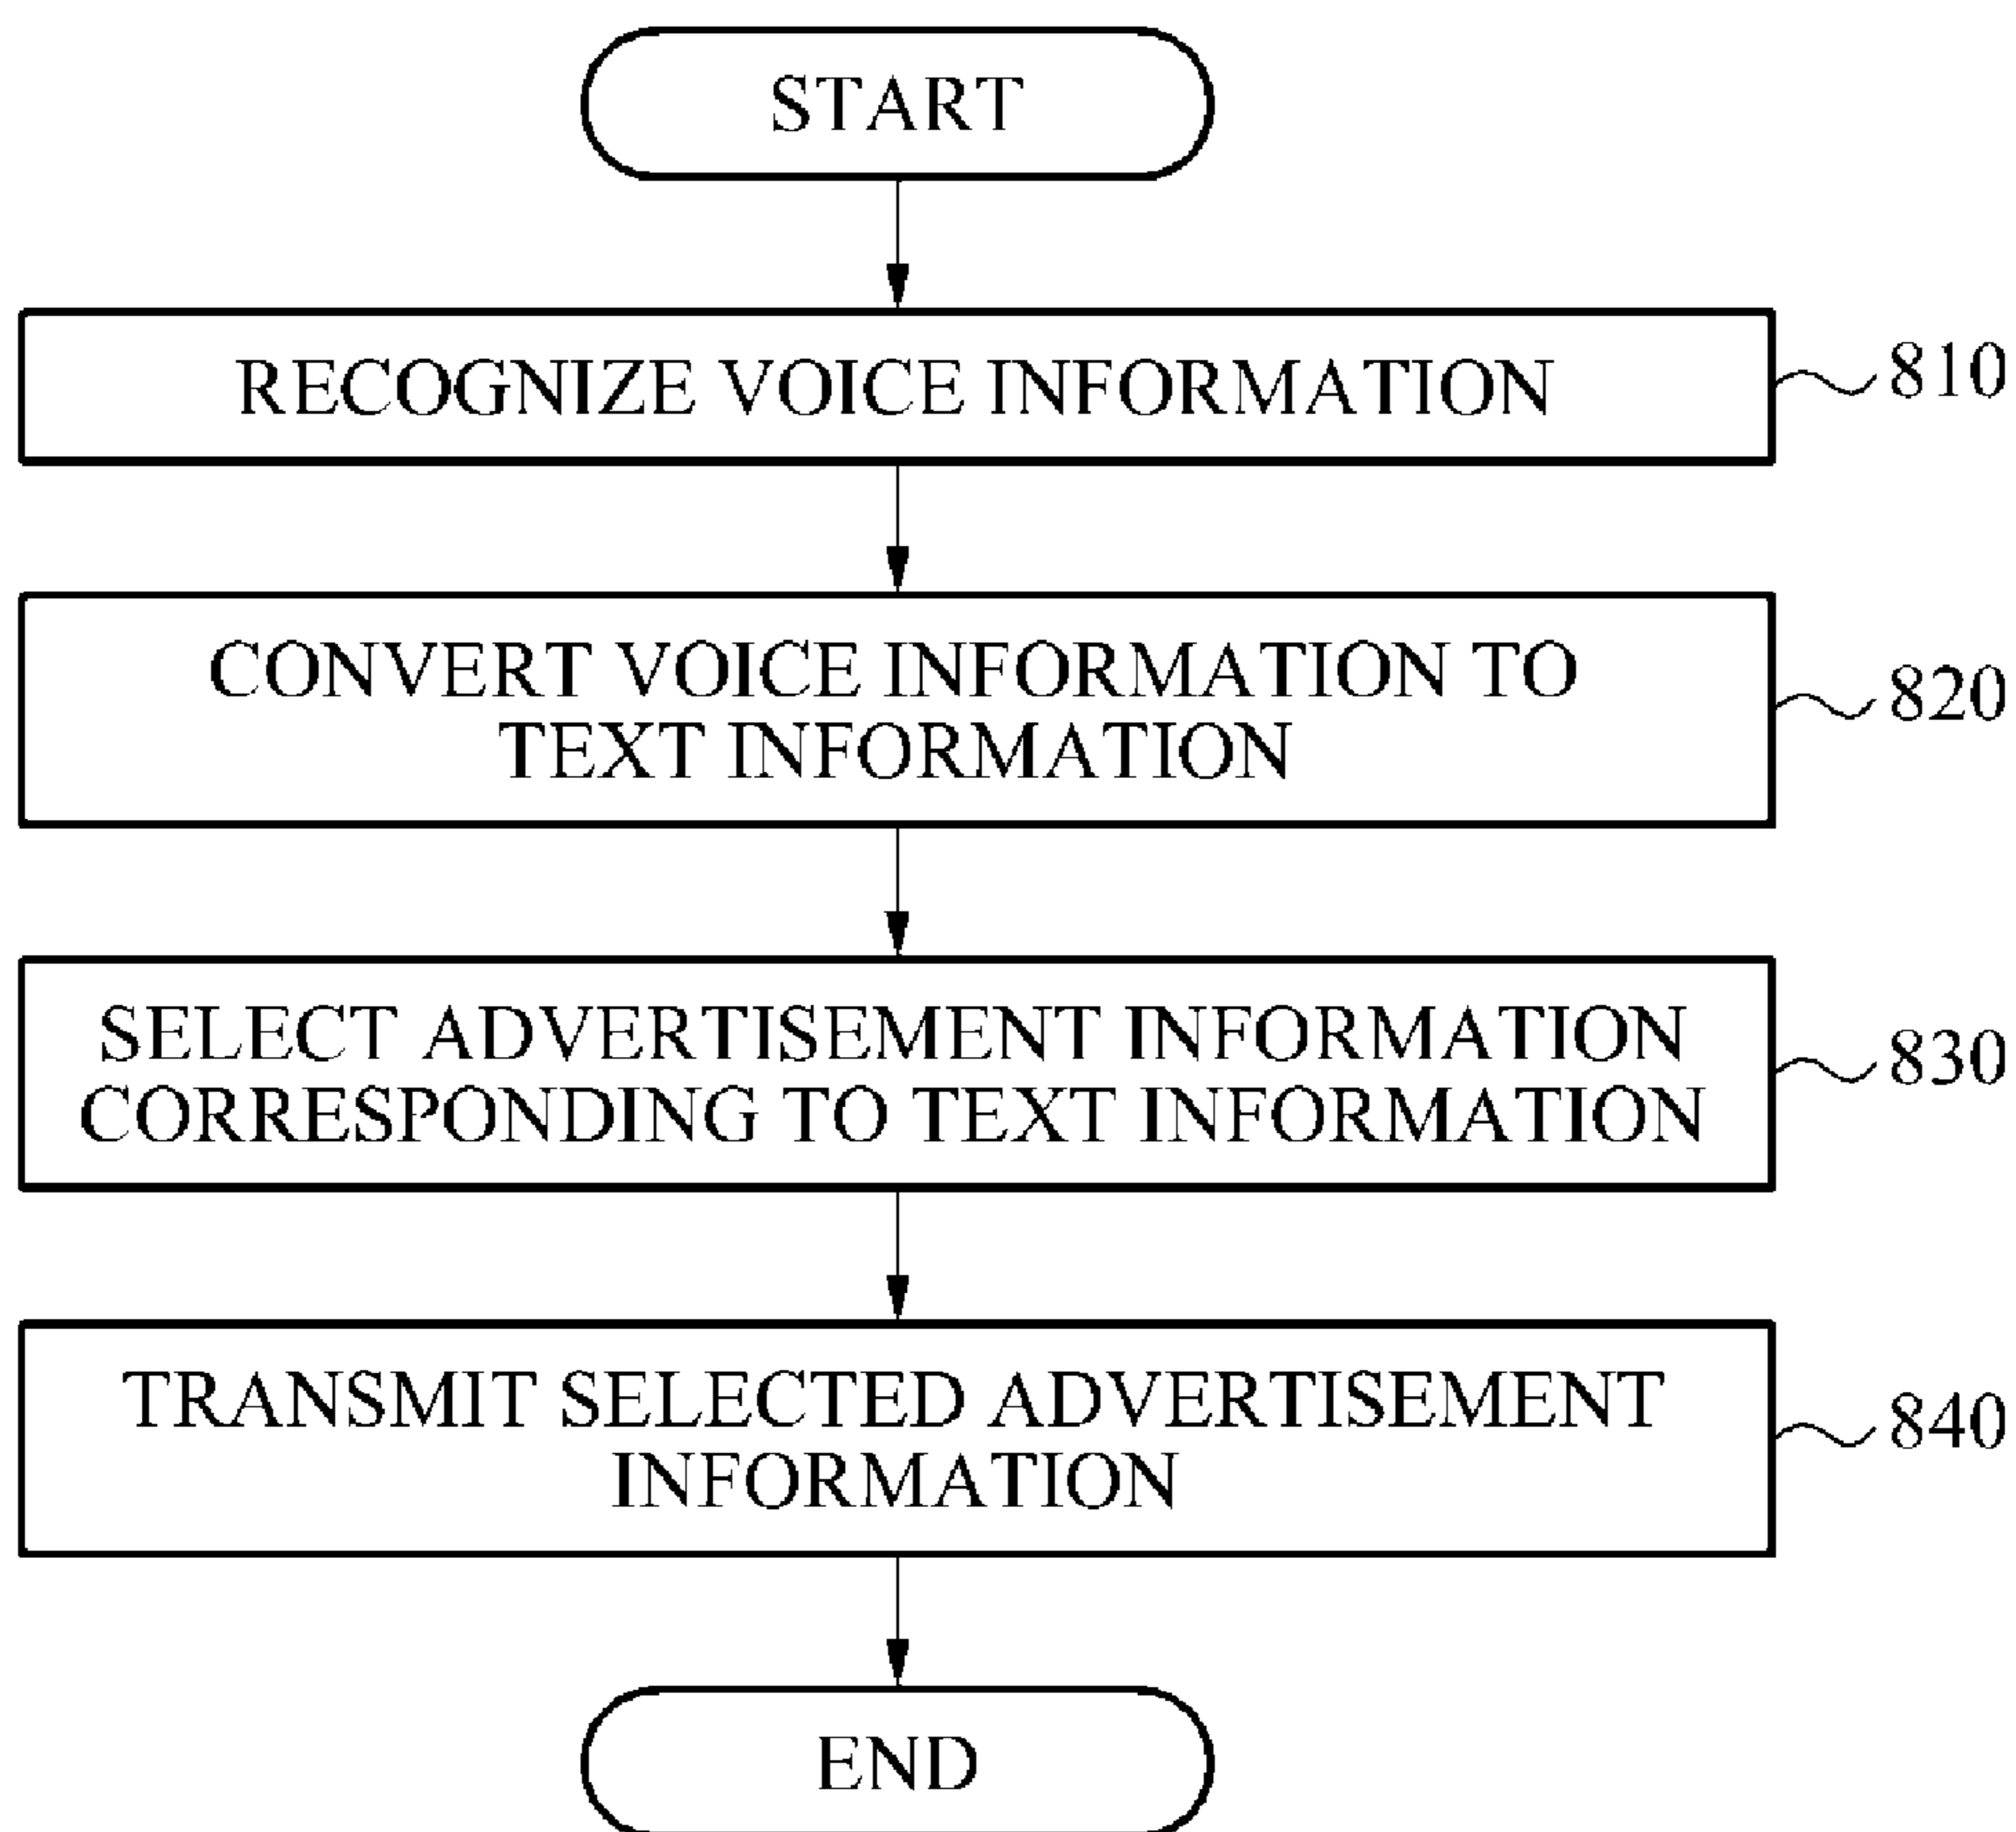 START
RECOGNIZE VOICE INFORMATION
810
CONVERT VOICE INFORMATION TO
TEXT INFORMATION
820
SELECT ADVERTISEMENT INFORMATION
CORRESPONDING TO TEXT INFORMATION
830
TRANSMIT SELECTED ADVERTISEMENT
INFORMATION
840
END